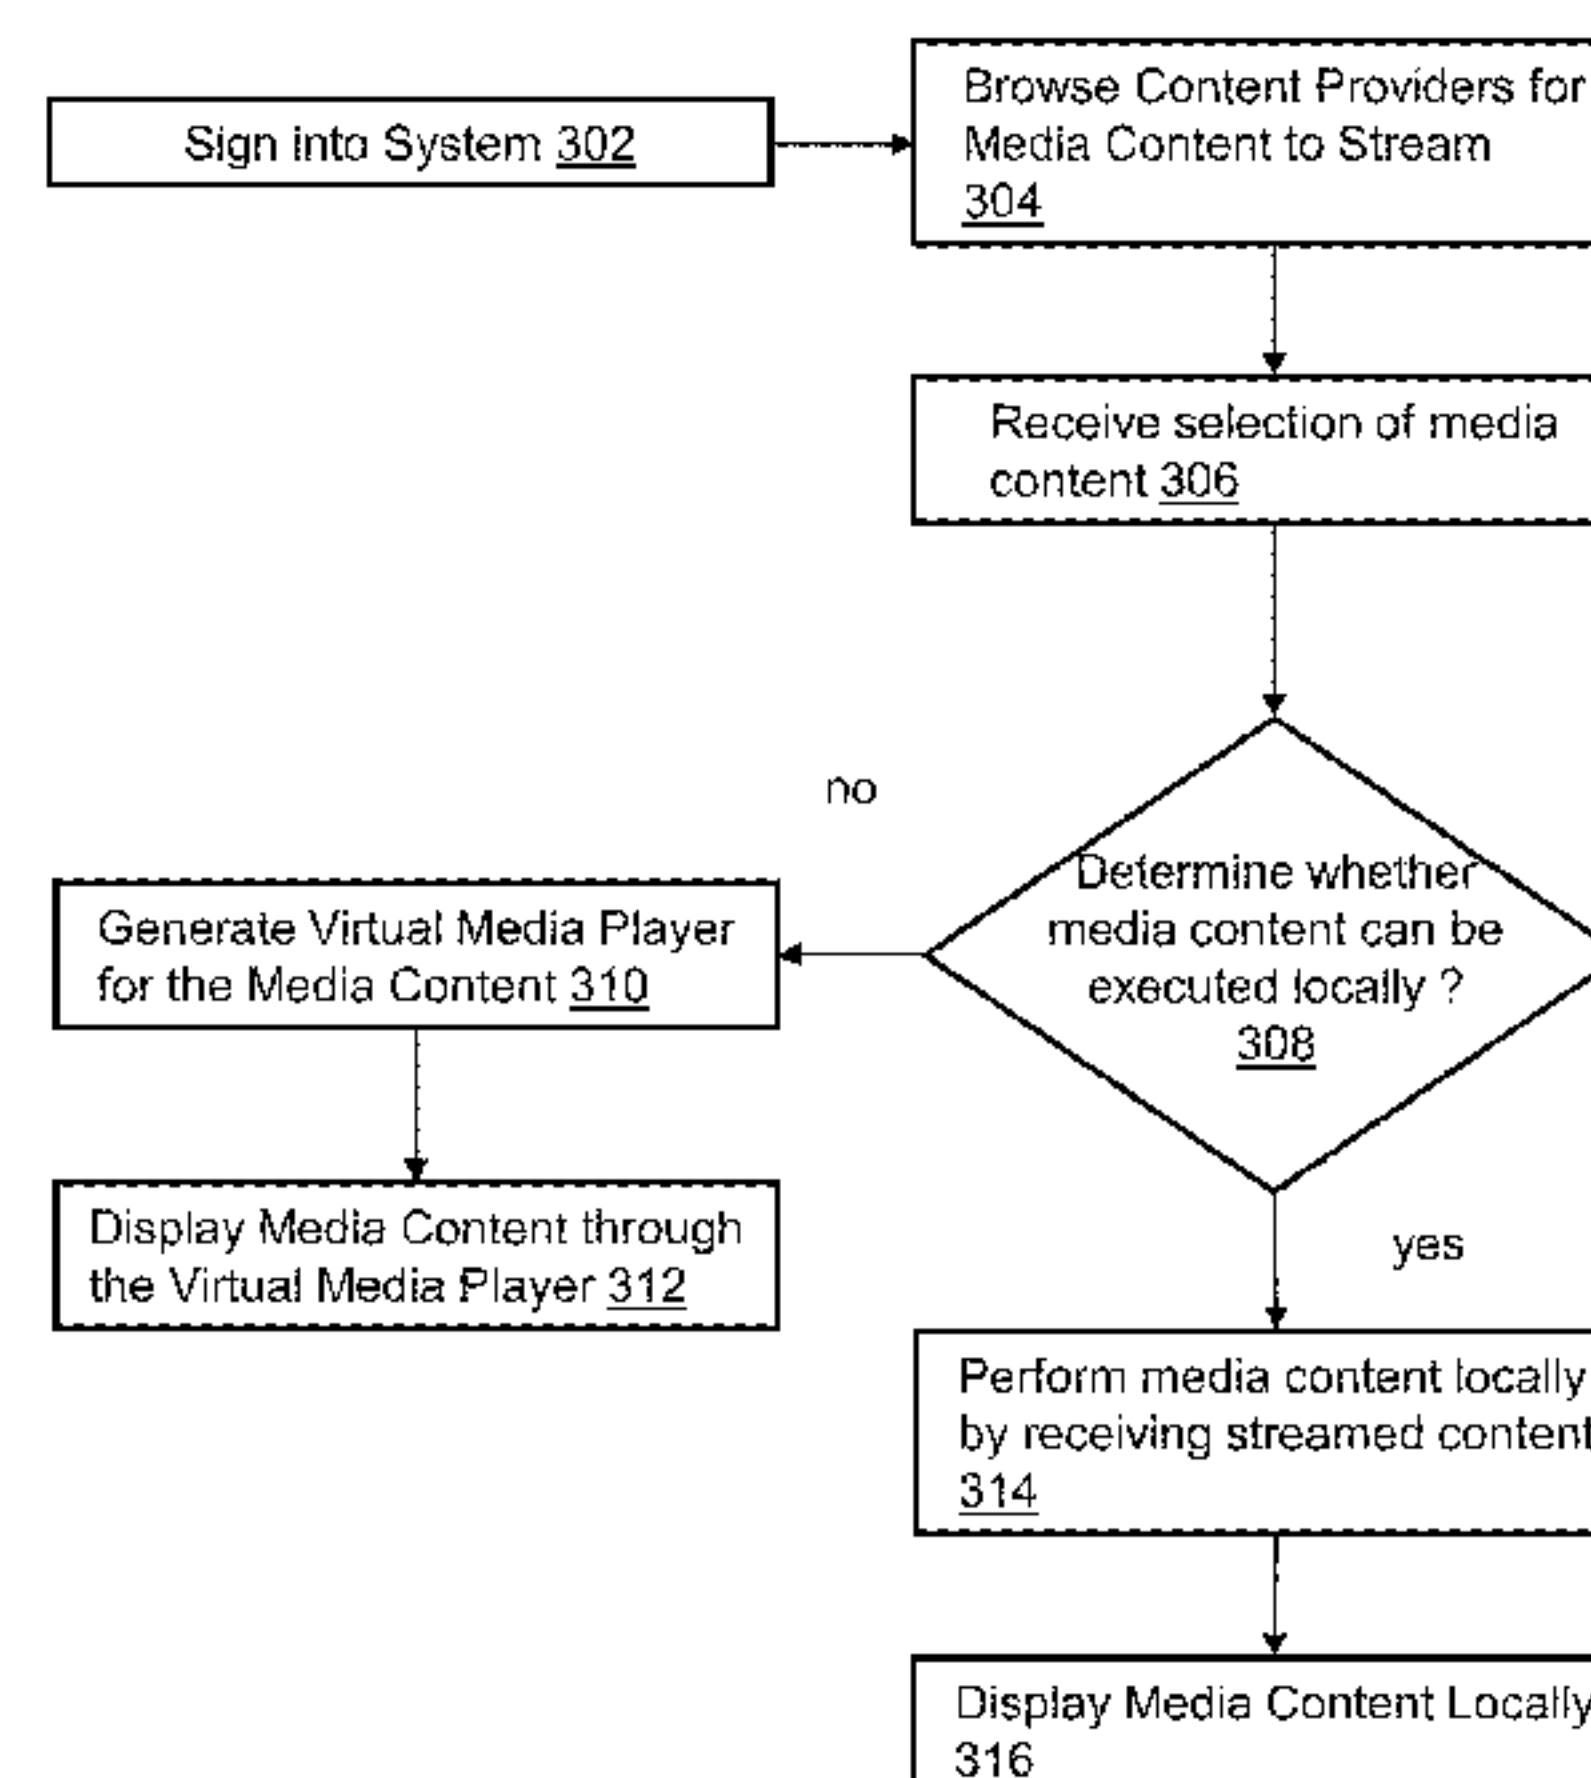 Sign into System 302
Browse Content Providers for
Media Content to Stream
304
Receive selection of media
content 306
no
Determine whether
media content can be
executed locally ?
308
Generate Virtual Media Player
for the Media Content 310
Display Media Content through
the Virtual Media Player 312
yes
Perform media content locally
by receiving streamed content
314
Display Media Content Locally
316